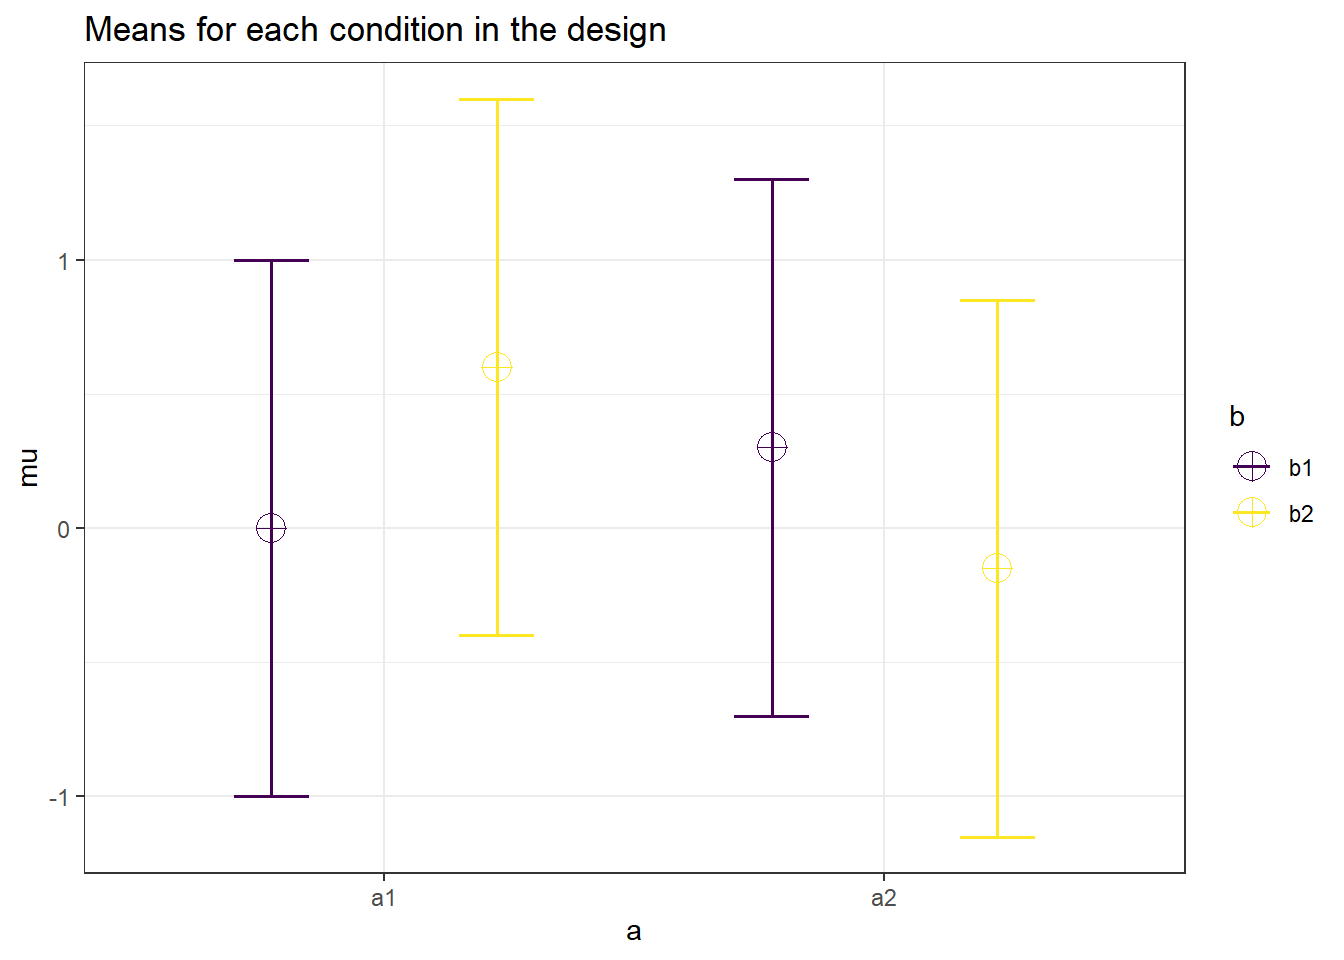 Means for each condition in the design
mu
1
0
-1
a1
a2
a
b
b1
b2